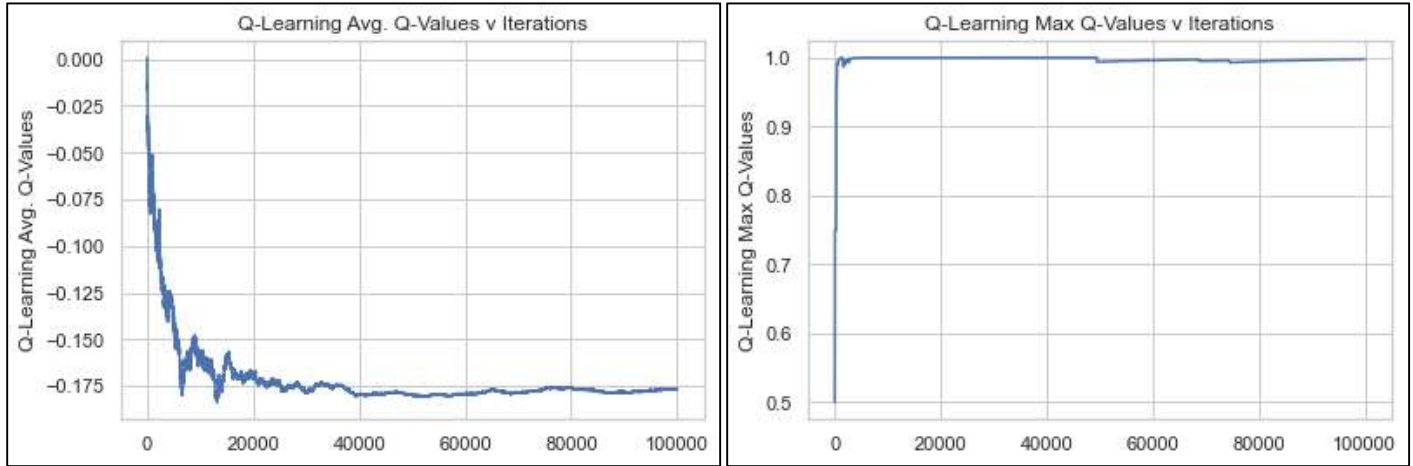 Q-Learning Avg. Q-Values v Iterations
Q-Learning Avg. Q-Values
0.000
−0.025
−0.050
−0.075
−0.100
−0.125
−0.150
−0.175
0 20000 40000 60000 80000 100000
Q-Learning Max Q-Values v Iterations
Q-Learning Max Q-Values
1.0
0.9
0.8
0.7
0.6
0.5
0 20000 40000 60000 80000 100000